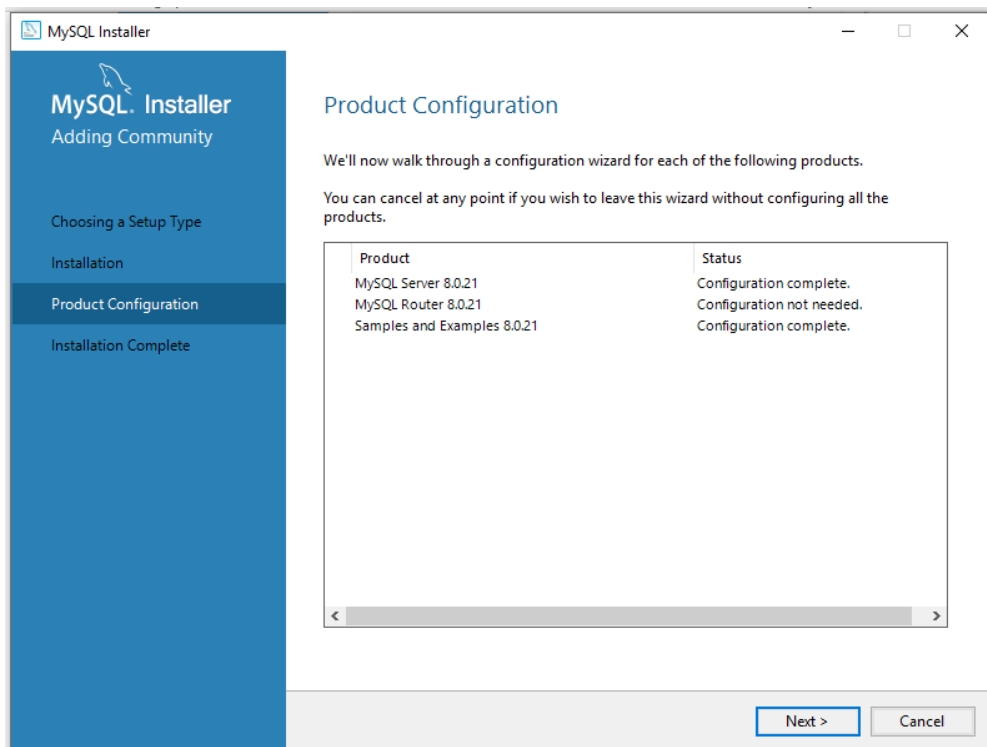 MySQL Installer
MySQL. Installer
Adding Community
Choosing a Setup Type
Installation
Product Configuration
Installation Complete
Product Configuration
We'll now walk through a configuration wizard for each of the following products.
You can cancel at any point if you wish to leave this wizard without configuring all the
products.
Product Status
MySQL Server 8.0.21 Configuration complete.
MySQL Router 8.0.21 Configuration not needed.
Samples and Examples 8.0.21 Configuration complete.
Next > Cancel